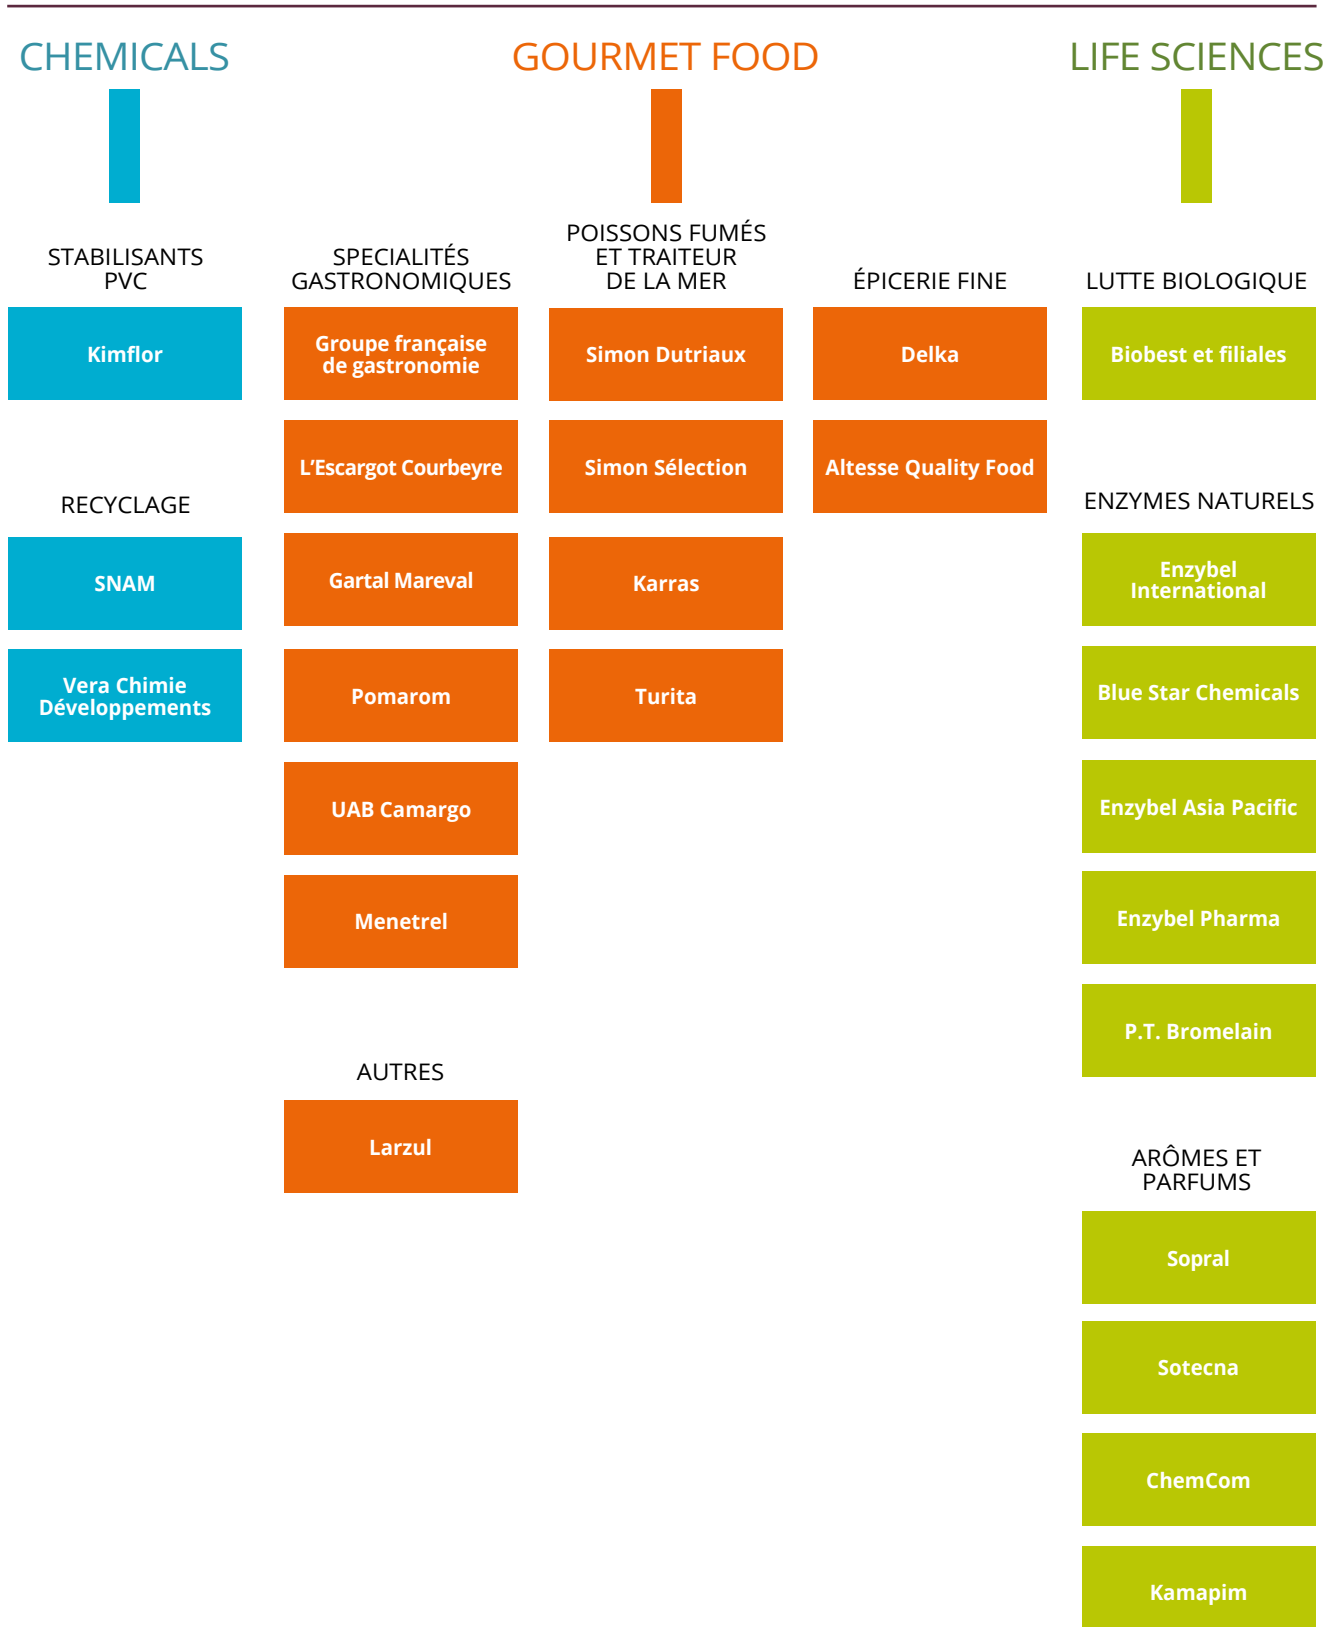 CHEMICALS
STABILISANTS
PVC
Kimflor
RECYCLAGE
SNAM
Vera Chimie
Développements
GOURMET FOOD
SPECIALITÉS
GASTRONOMIQUES
Groupe française
de gastronomie
L’Escargot Courbeyre
Gartal Mareval
Pomarom
UAB Camargo
Menetrel
AUTRES
Larzul
POISSONS FUMÉS
ET TRAITEUR
DE LA MER
Simon Dutriaux
Simon Sélection
Karras
Turita
ÉPICERIE FINE
Delka
Altesse Quality Food
LIFE SCIENCES
LUTTE BIOLOGIQUE
Biobest et filiales
ENZYMES NATURELS
Enzybel
International
Blue Star Chemicals
Enzybel Asia Pacific
Enzybel Pharma
P.T. Bromelain
ARÔMES ET
PARFUMS
Sopral
Sotecna
ChemCom
Kamapim